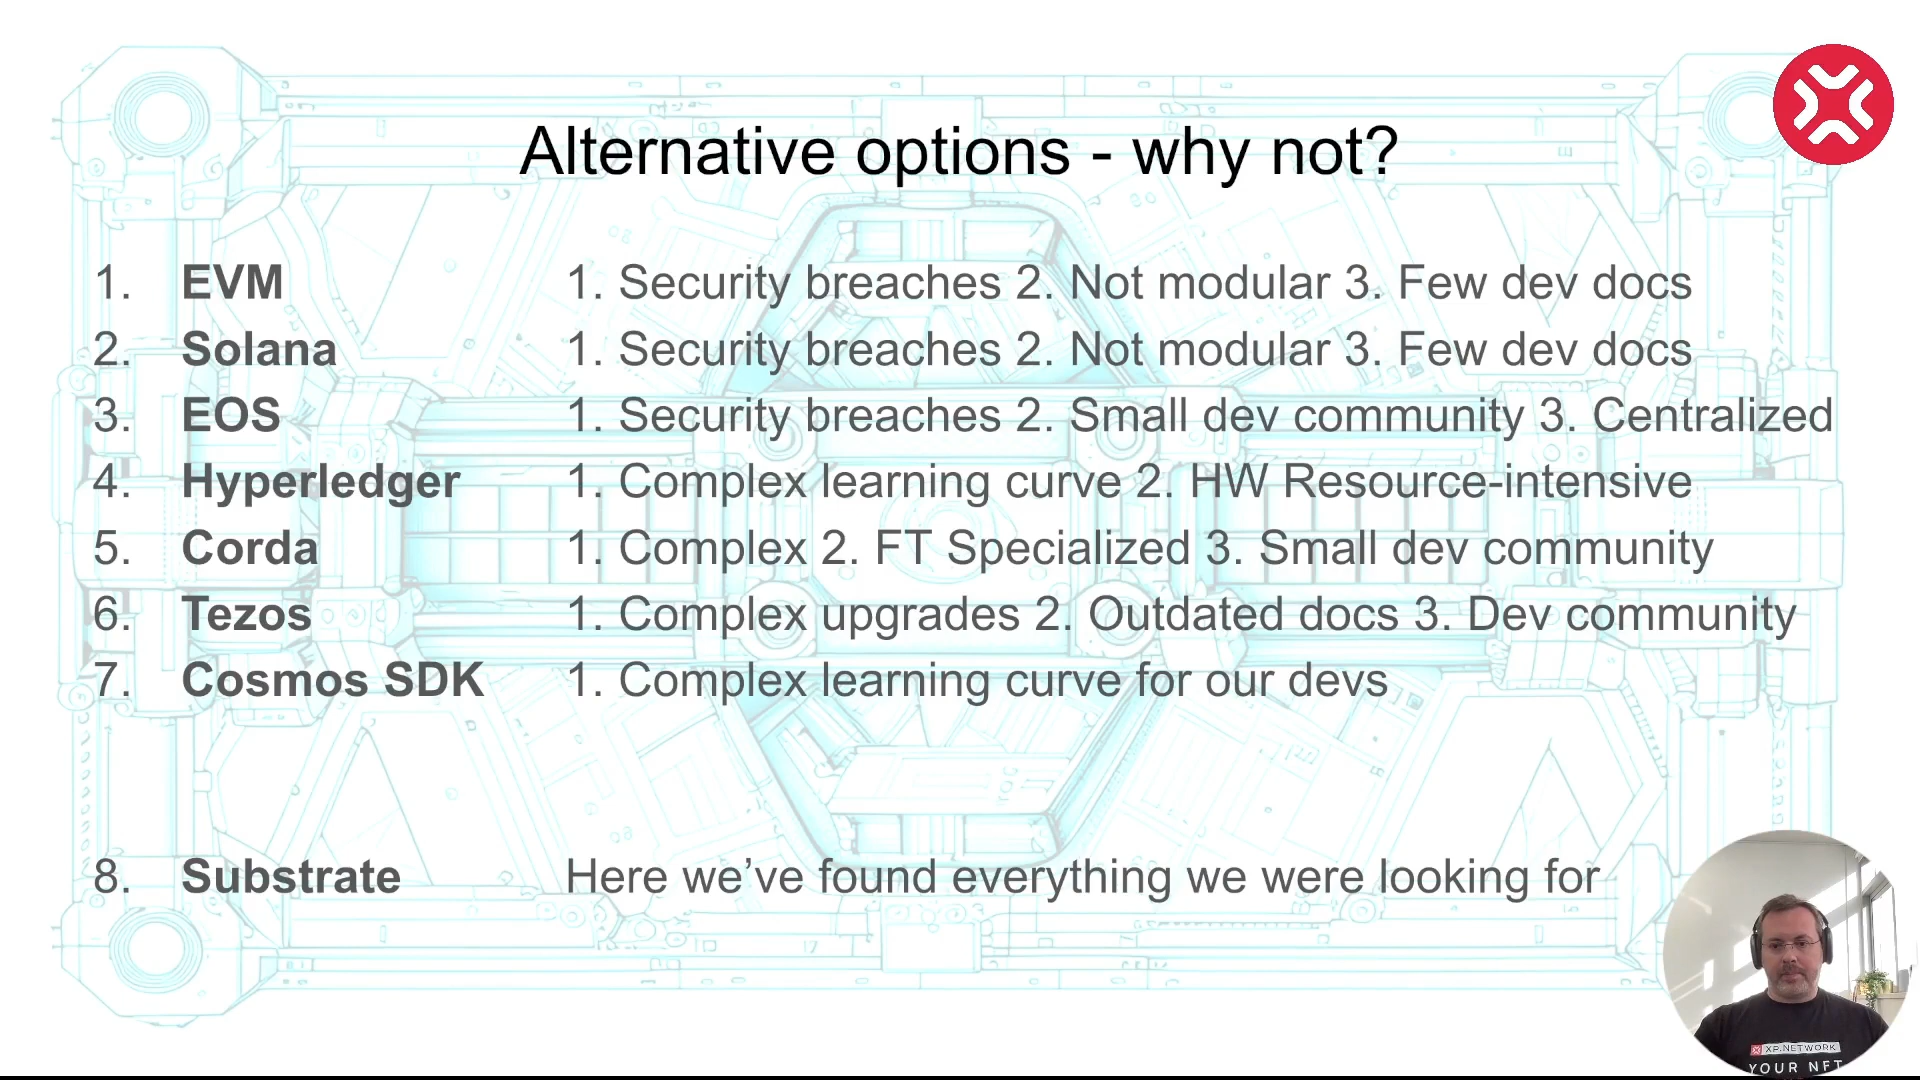 Alternative options - why not?
1. EVM 1. Security breaches 2. Not modular 3. Few dev docs
2. Solana 1. Security breaches 2. Not modular 3. Few dev docs
3. EOS 1. Security breaches 2. Small dev community 3. Centralized
4. Hyperledger 1. Complex learning curve 2. HW Resource-intensive
5. Corda 1. Complex 2. FT Specialized 3. Small dev community
6. Tezos 1. Complex upgrades 2. Outdated docs 3. Dev community
7. Cosmos SDK 1. Complex learning curve for our devs
8. Substrate Here we’ve found everything we were looking for
XP.NETWORK
YOUR NFT